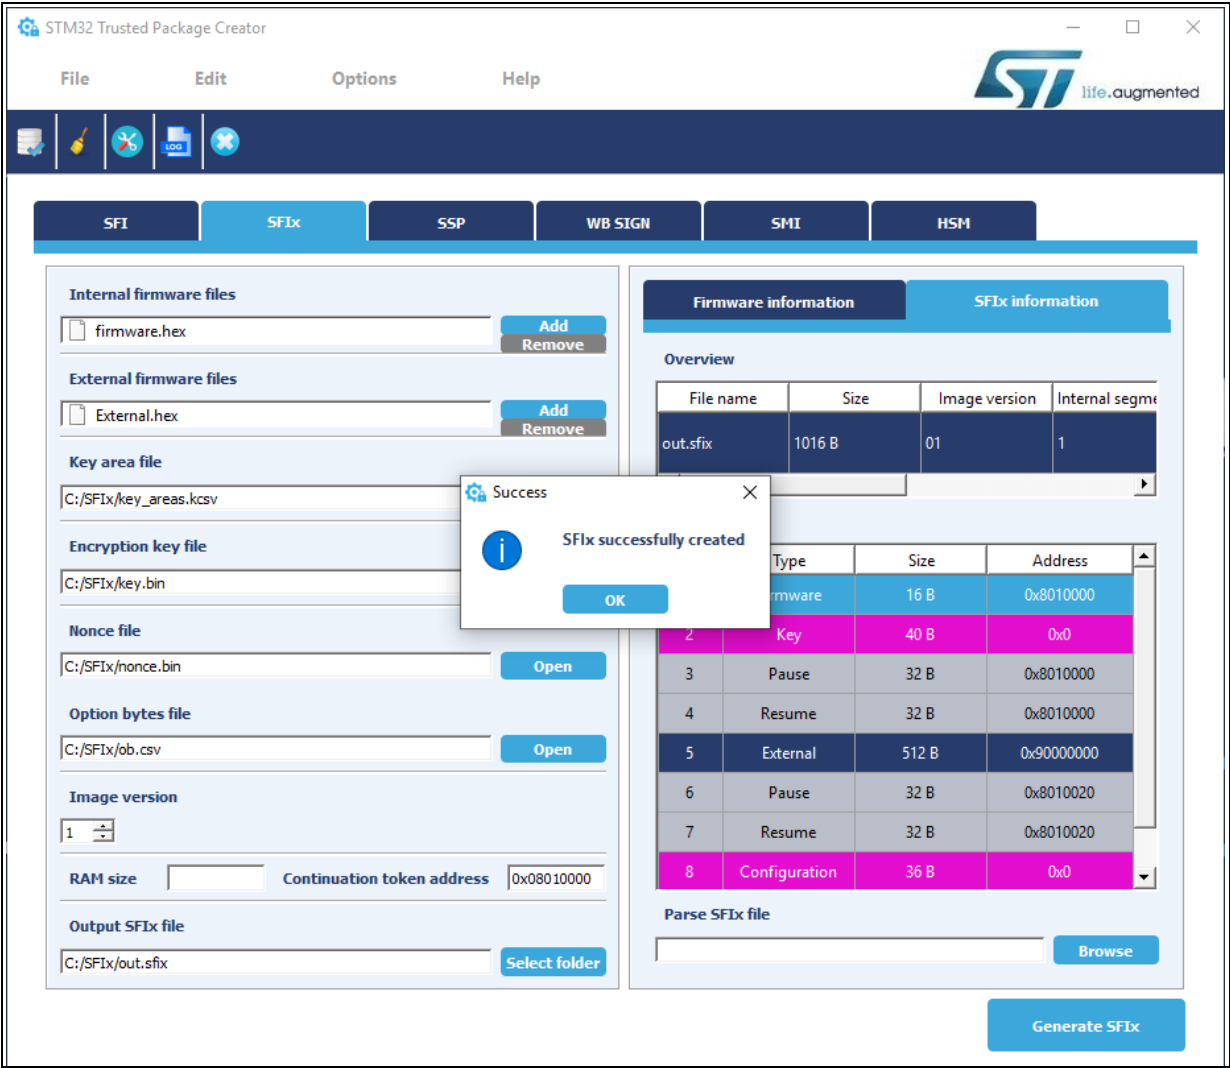 STM32 Trusted Package Creator
File Edit Options Help
life.augmented
LOG
SFI SFIx SSP WB SIGN SMI HSM
Internal firmware files
firmware.hex
Add
Remove
External firmware files
External.hex
Add
Remove
Key area file
C:/SFIx/key_areas.kcsv
Encryption key file
C:/SFIx/key.bin
Nonce file
C:/SFIx/nonce.bin Open
Option bytes file
C:/SFIx/ob.csv Open
Image version
1
RAM size Continuation token address 0x08010000
Output SFIx file
C:/SFIx/out.sfix Select folder
Firmware information SFIx information
Overview
File name Size Image version Internal segme
out.sfix 1016 B 01 1
Success
SFIx successfully created
OK
Type Size Address
rmware 16 B 0x8010000
2 Key 40 B 0x0
3 Pause 32 B 0x8010000
4 Resume 32 B 0x8010000
5 External 512 B 0x90000000
6 Pause 32 B 0x8010020
7 Resume 32 B 0x8010020
8 Configuration 36 B 0x0
Parse SFIx file
Browse
Generate SFIx